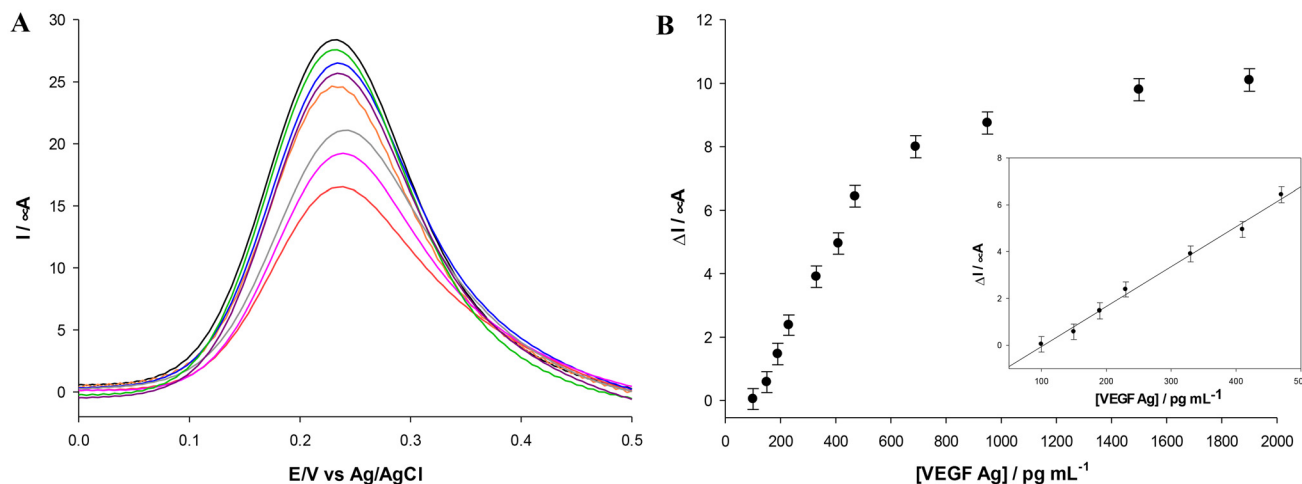 A
I / ∝A
30
25
20
15
10
5
0
0.0 0.1 0.2 0.3 0.4 0.5
E/V vs Ag/AgCl
B
ΔI / ∝A
12
10
8
6
4
2
0
0 200 400 600 800 1000 1200 1400 1600 1800 2000
[VEGF Ag] / pg mL⁻¹
ΔI / ∝A
8
6
4
2
0
100 200 300 400 50
[VEGF Ag] / pg mL⁻¹